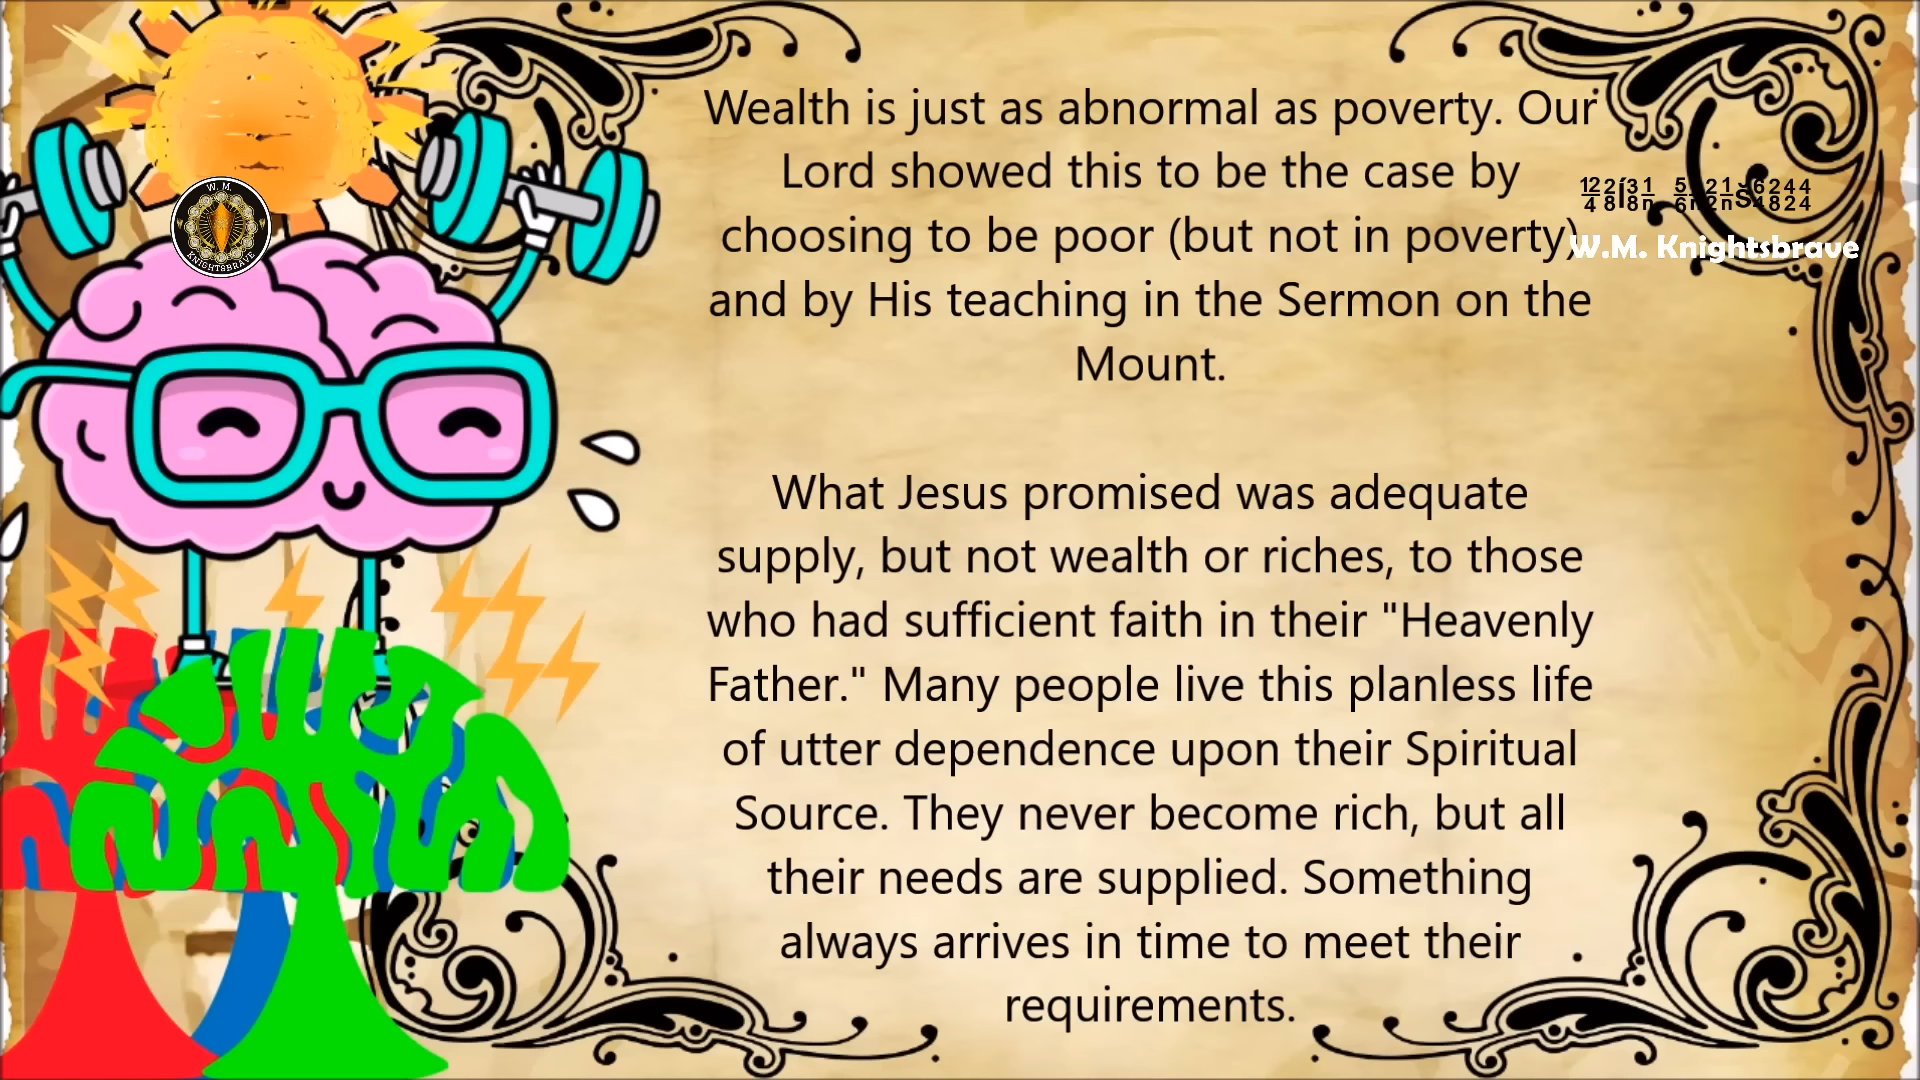 Wealth is just as abnormal as poverty. Our
Lord showed this to be the case by
choosing to be poor (but not in poverty)
and by His teaching in the Sermon on the
Mount.
What Jesus promised was adequate
supply, but not wealth or riches, to those
who had sufficient faith in their "Heavenly
Father." Many people live this planless life
of utter dependence upon their Spiritual
Source. They never become rich, but all
their needs are supplied. Something
always arrives in time to meet their
requirements.
W.M. Knightsbrave
W. M.
KNIGHTSBRAVE